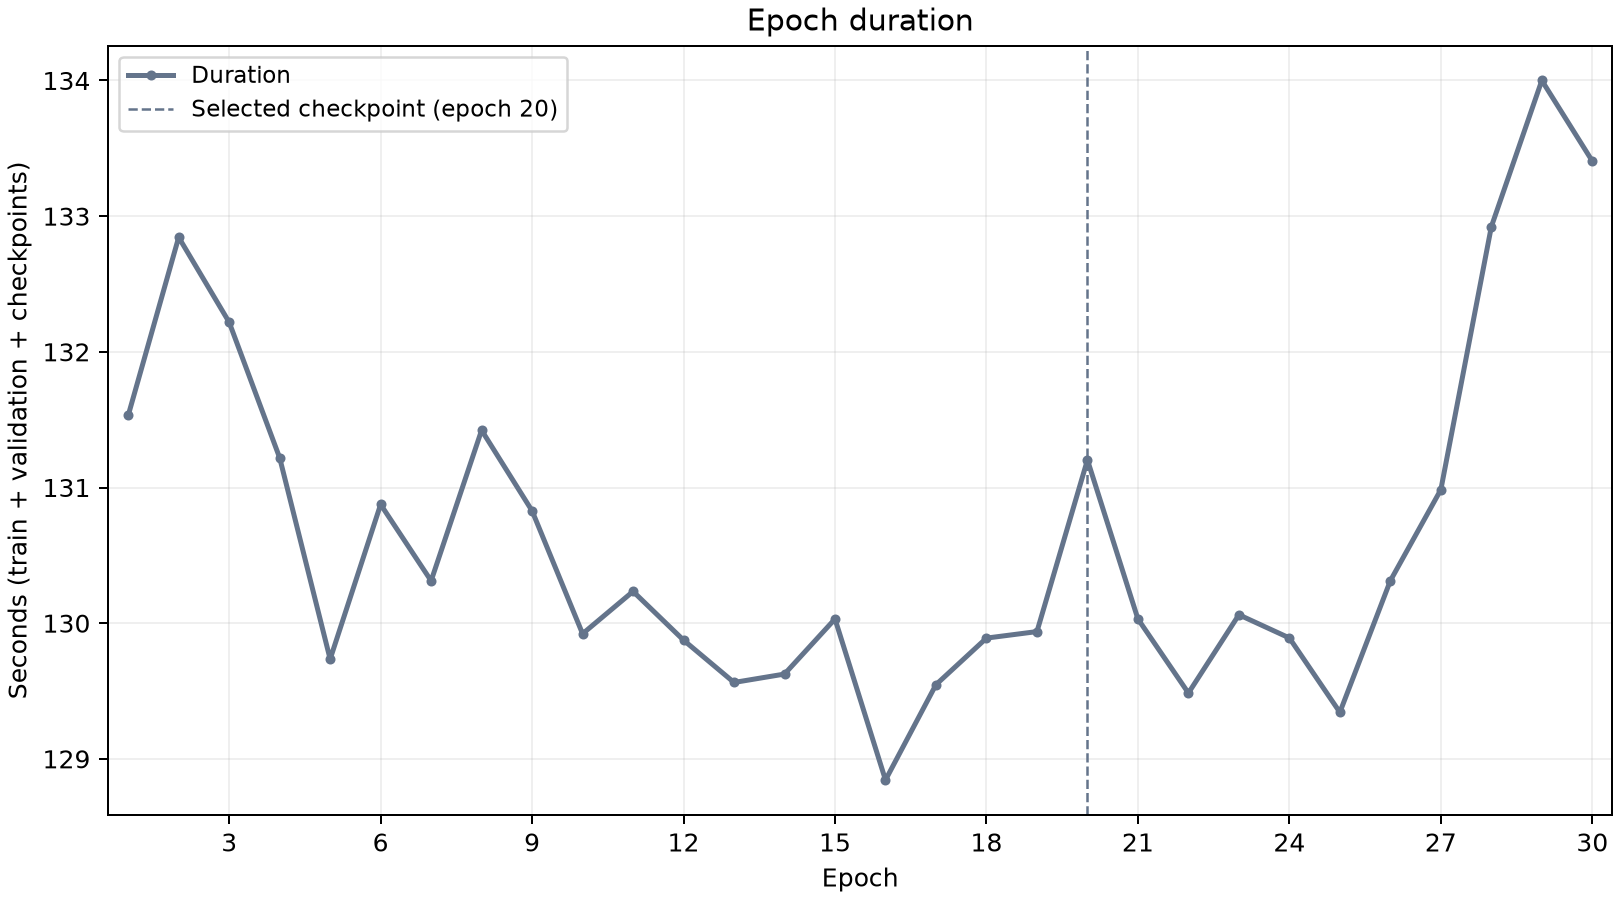 Epoch duration
Duration
Selected checkpoint (epoch 20)
Seconds (train + validation + checkpoints)
134
133
132
131
130
129
3 6 9 12 15 18 21 24 27 30
Epoch